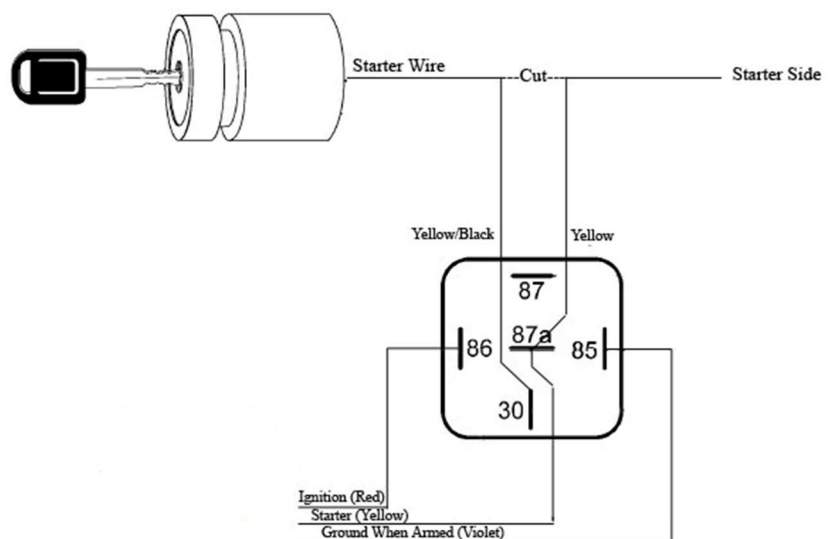 Starter Wire
Cut
Starter Side
Yellow/Black
Yellow
87
87a
86
85
30
Ignition (Red)
Starter (Yellow)
Ground When Armed (Violet)